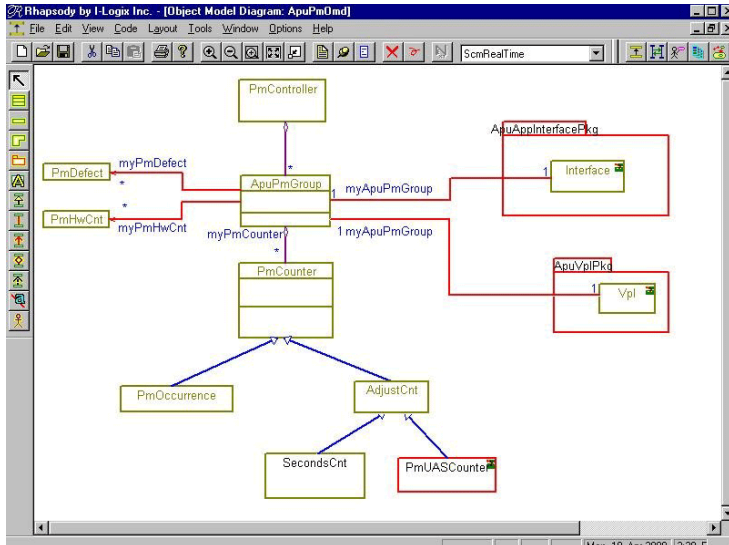 Rhapsody by I-Logix Inc. - [Object Model Diagram: ApuPmOmd]
File Edit View Code Layout Tools Window Options Help
ScmRealTime
PmController
ApuAppInterfacePkg
myPmDefect
*
PmDefect
*
ApuPmGroup
1
myApuPmGroup
1
Interface
*
PmHwCnt
myPmHwCnt
myPmCounter
1 myApuPmGroup
*
PmCounter
ApuVplPkg
1
Vpl
PmOccurrence
AdjustCnt
SecondsCnt
PmUASCounter